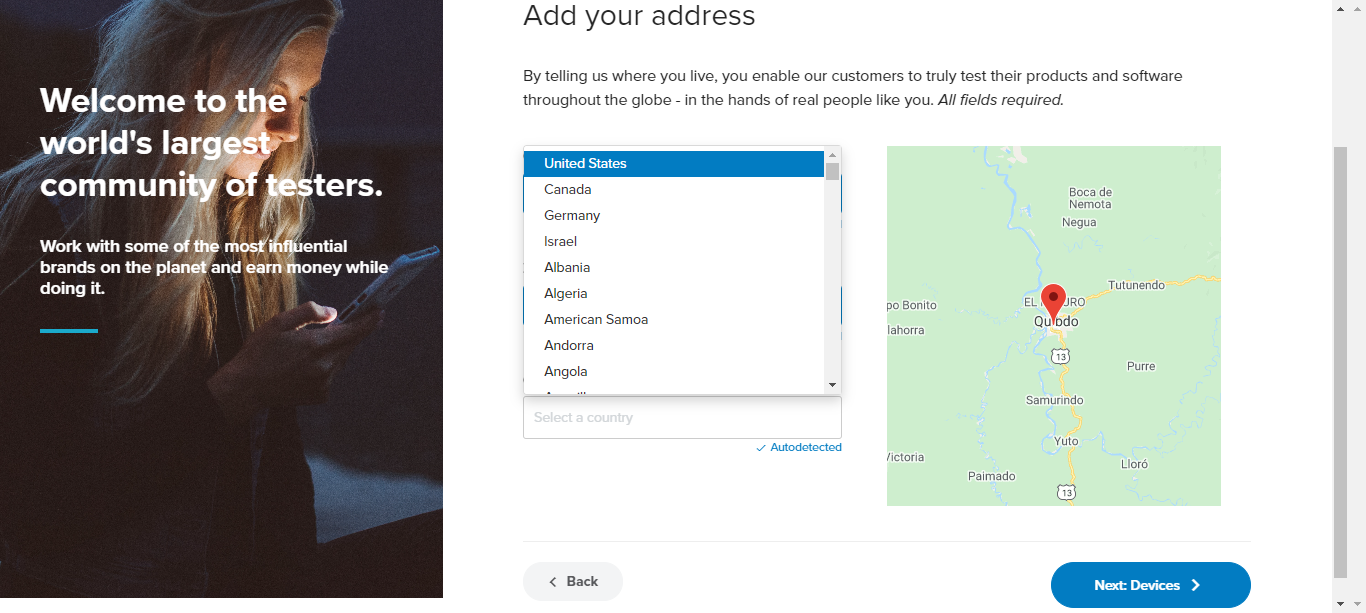 Welcome to the
world's largest
community of testers.
Work with some of the most influential
brands on the planet and earn money while
doing it.
Add your address
By telling us where you live, you enable our customers to truly test their products and software
throughout the globe - in the hands of real people like you. All fields required.
United States
Canada
Germany
Israel
Albania
Algeria
American Samoa
Andorra
Angola
Select a country
Autodetected
Boca de
Nemota
Negua
Tutunendo
po Bonito
lahorra
Quibdo
13
Purre
Samurindo
Yuto
Victoria
Lloró
Paimado
13
Back
Next: Devices